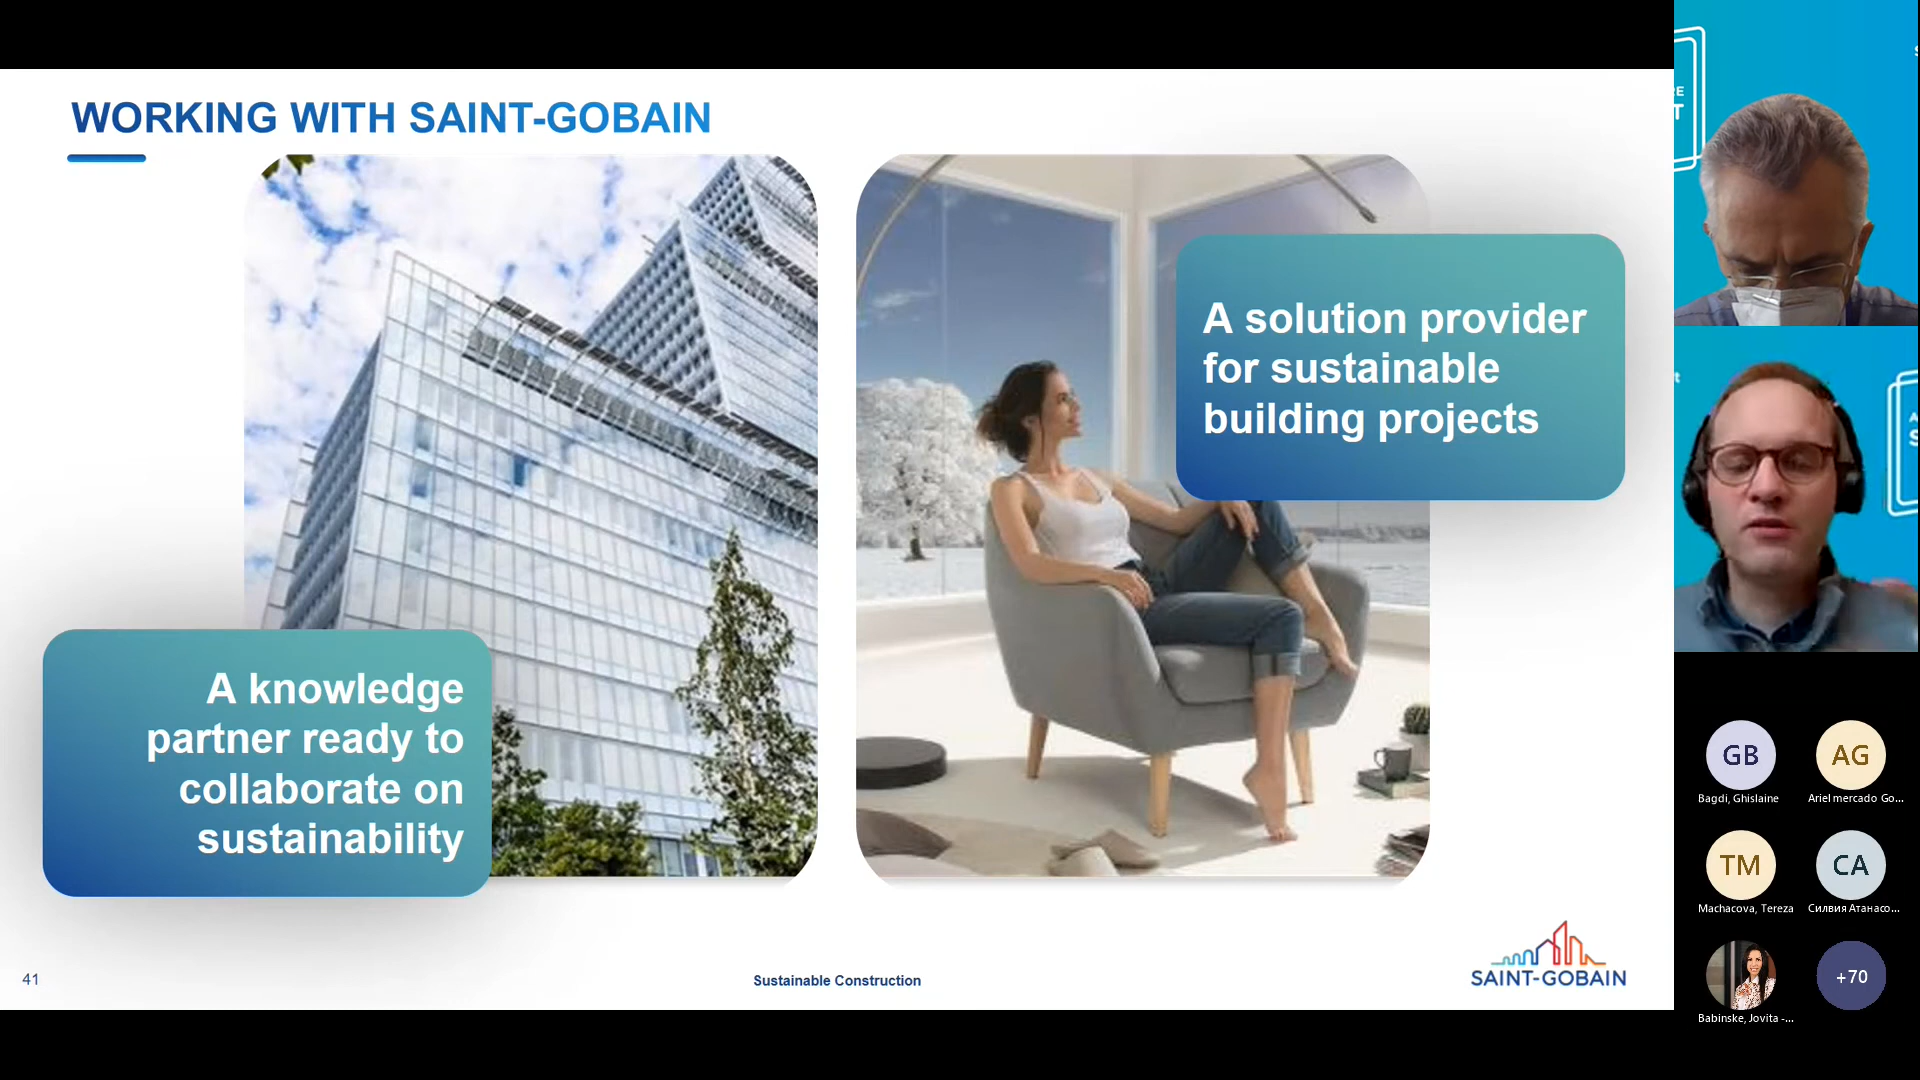 WORKING WITH SAINT-GOBAIN
A solution provider
for sustainable
building projects
A knowledge
partner ready to
collaborate on
sustainability
41
Sustainable Construction
SAINT-GOBAIN
GB
Bagdi, Ghislaine
AG
Ariel mercado Go...
TM
Machacova, Tereza
CA
Силвия Атанасо...
Babinske, Jovita -...
+70